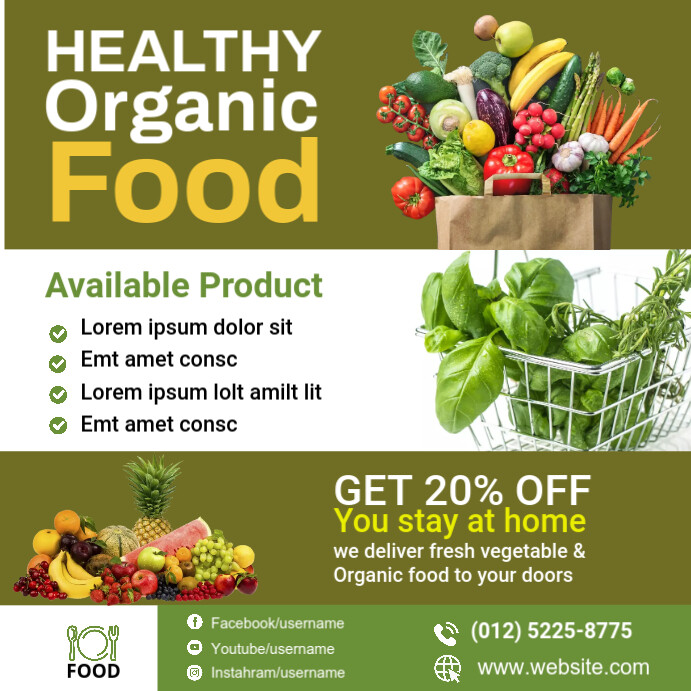 HEALTHY
Organic
Food
Available Product
Lorem ipsum dolor sit
Emt amet consc
Lorem ipsum lolt amilt lit
Emt amet consc
GET 20% OFF
You stay at home
we deliver fresh vegetable &
Organic food to your doors
FOOD
Facebook/username
Youtube/username
Instahram/username
(012) 5225-8775
www.website.com